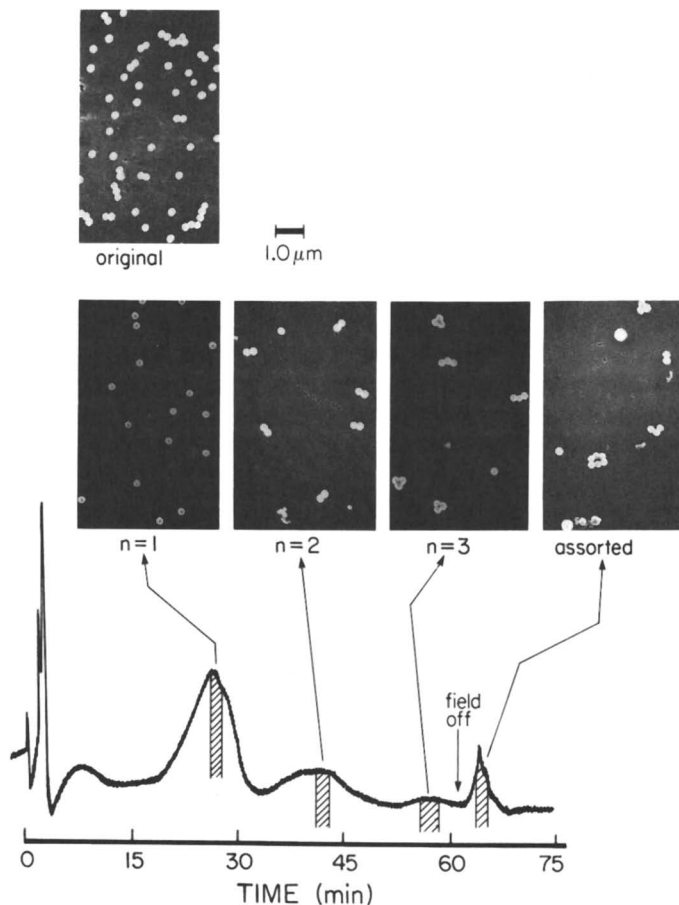 original
1.0 μm
n=1
n=2
n=3
assorted
field
off
0
15
30
45
60
75
TIME (min)